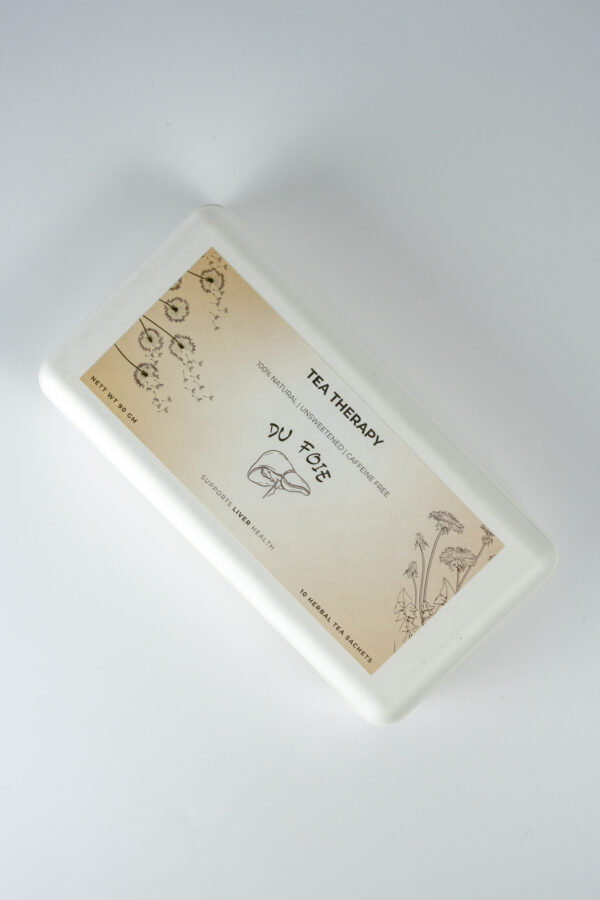 TEA THERAPY
100% NATURAL | UNSWEETENED | CAFFEINE FREE
DU FOIE
SUPPORTS LIVER HEALTH
NETT WT 90 GM
10 HERBAL TEA SACHETS